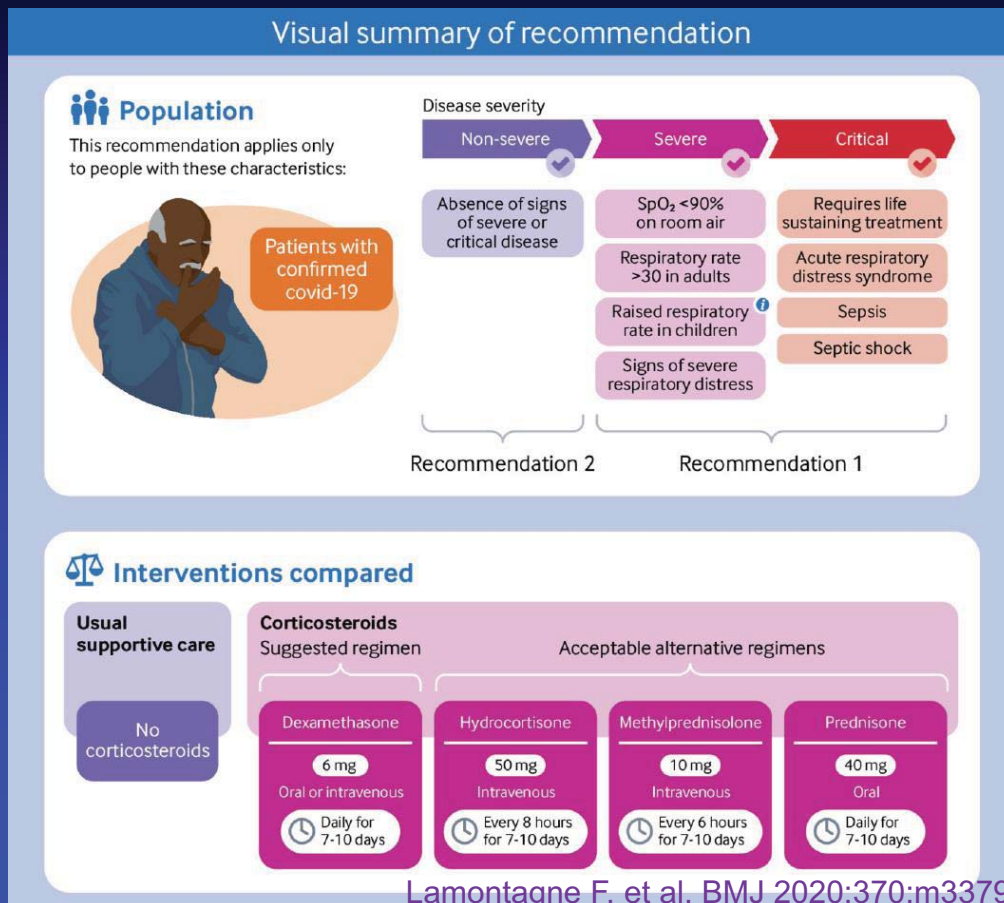 Visual summary of recommendation
Population
This recommendation applies only
to people with these characteristics:
Patients with
confirmed
covid-19
Disease severity
Non-severe
Severe
Critical
Absence of signs
of severe or
critical disease
SpO₂ <90%
on room air
Respiratory rate
>30 in adults
Raised respiratory
rate in children
i
Signs of severe
respiratory distress
Requires life
sustaining treatment
Acute respiratory
distress syndrome
Sepsis
Septic shock
Recommendation 2
Recommendation 1
Interventions compared
Usual
supportive care
No
corticosteroids
Corticosteroids
Suggested regimen
Acceptable alternative regimens
Dexamethasone
6 mg
Oral or intravenous
Daily for
7-10 days
Hydrocortisone
50 mg
Intravenous
Every 8 hours
for 7-10 days
Methylprednisolone
10 mg
Intravenous
Every 6 hours
for 7-10 days
Prednisone
40 mg
Oral
Daily for
7-10 days
Lamontagne F, et al. BMJ 2020;370:m3379